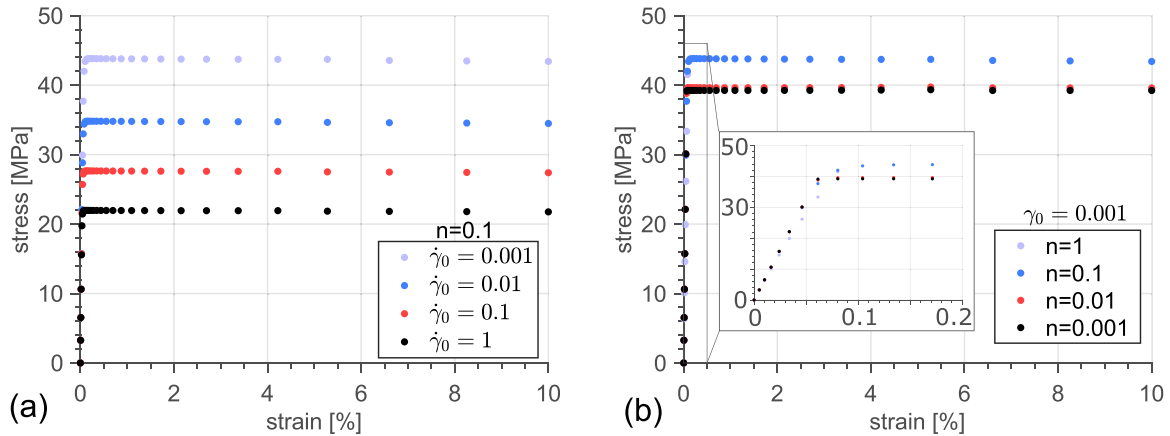 50
40
30
20
10
0
stress [MPa]
n=0.1
γ̇₀ = 0.001
γ̇₀ = 0.01
γ̇₀ = 0.1
γ̇₀ = 1
0 2 4 6 8 10
strain [%]
(a)
50
40
30
20
10
0
stress [MPa]
50
30
0
0 0.1 0.2
γ₀ = 0.001
n=1
n=0.1
n=0.01
n=0.001
0 2 4 6 8 10
strain [%]
(b)